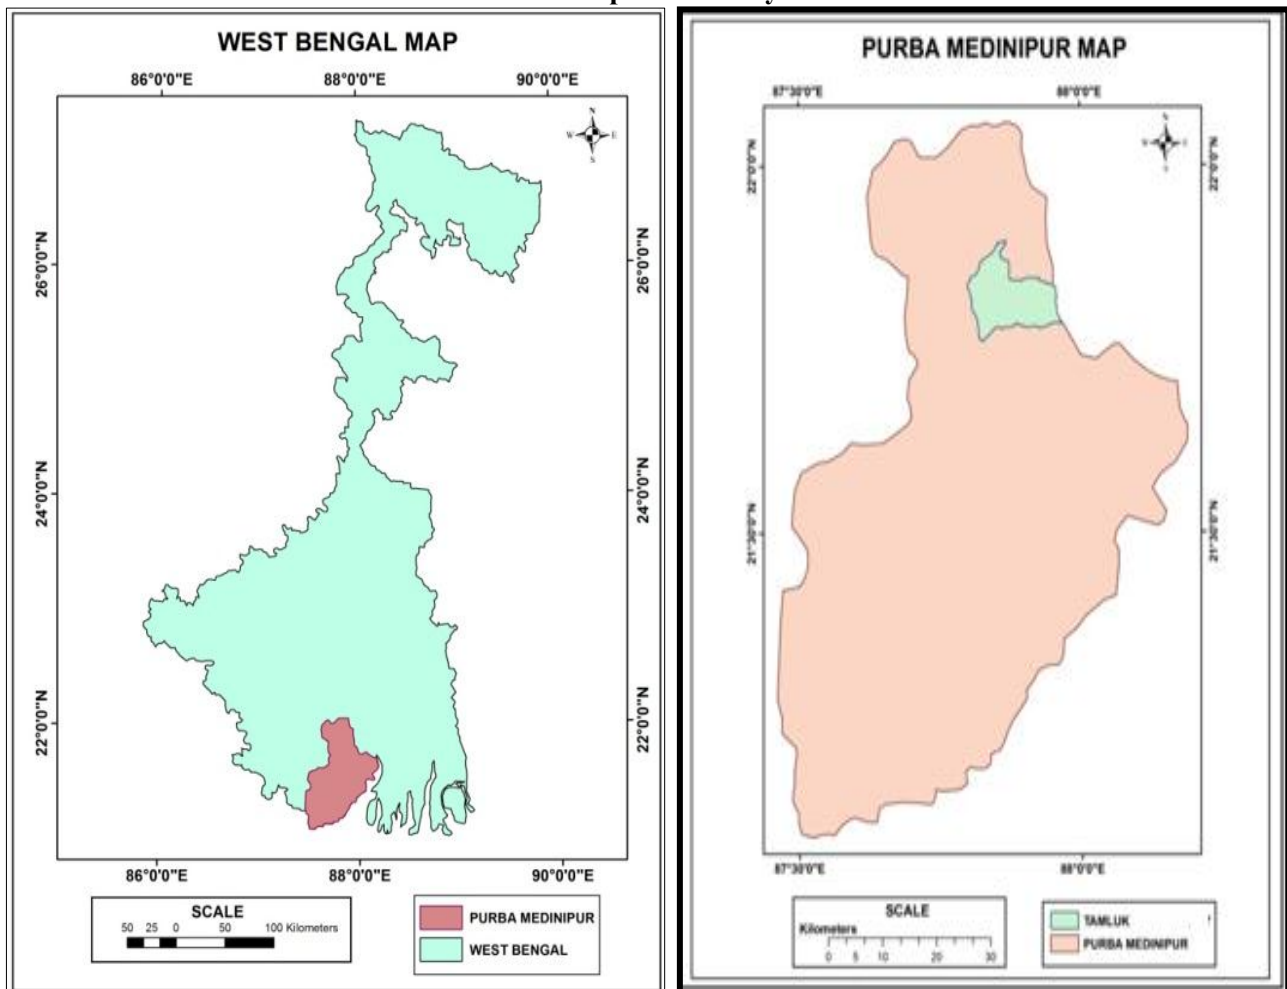 WEST BENGAL MAP
86°0'0"E 88°0'0"E 90°0'0"E
N
W E
S
26°0'0"N 26°0'0"N
24°0'0"N 24°0'0"N
22°0'0"N 22°0'0"N
86°0'0"E 88°0'0"E 90°0'0"E
SCALE
50 25 0 50 100 Kilometers
PURBA MEDINIPUR
WEST BENGAL
PURBA MEDINIPUR MAP
87°30'0"E 88°0'0"E
22°0'0"N 22°0'0"N
21°30'0"N 21°30'0"N
87°30'0"E 88°0'0"E
SCALE
Kilometers
0 5 10 20 30
TAMLUK
PURBA MEDINIPUR